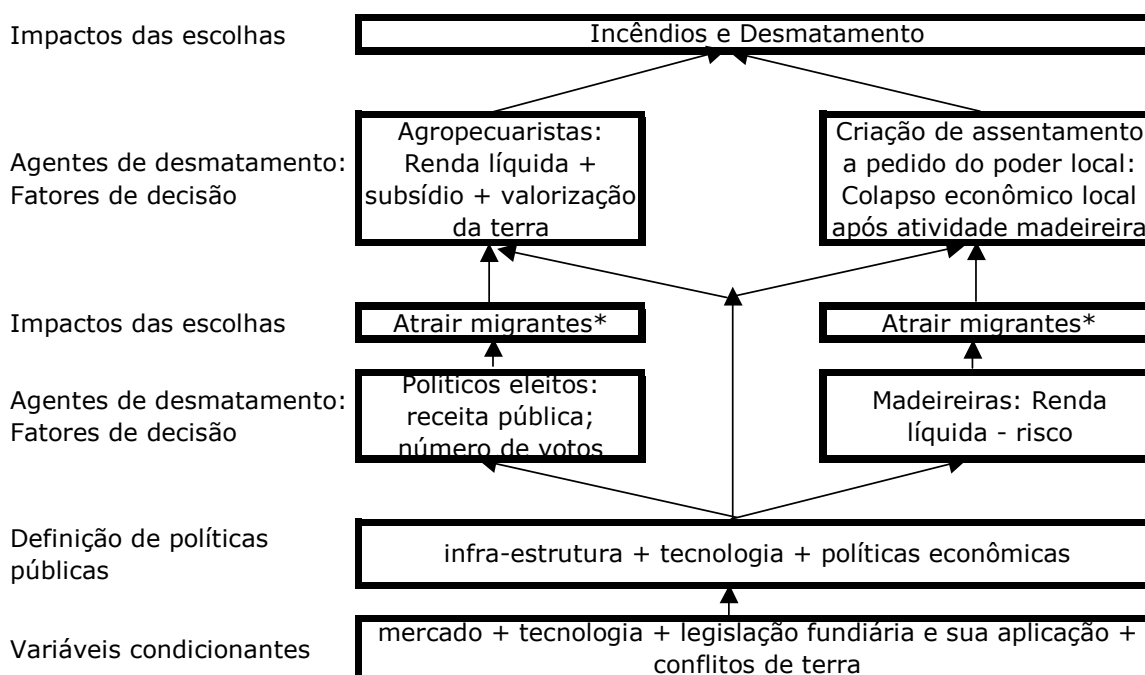 Impactos das escolhas
Incêndios e Desmatamento
Agentes de desmatamento:
Fatores de decisão
Agropecuaristas:
Renda líquida +
subsídio + valorização
da terra
Criação de assentamento
a pedido do poder local:
Colapso econômico local
após atividade madeireira
Impactos das escolhas
Atrair migrantes*
Atrair migrantes*
Agentes de desmatamento:
Fatores de decisão
Políticos eleitos:
receita pública;
número de votos
Madeireiras: Renda
líquida - risco
Definição de políticas
públicas
infra-estrutura + tecnologia + políticas econômicas
Variáveis condicionantes
mercado + tecnologia + legislação fundiária e sua aplicação +
conflitos de terra